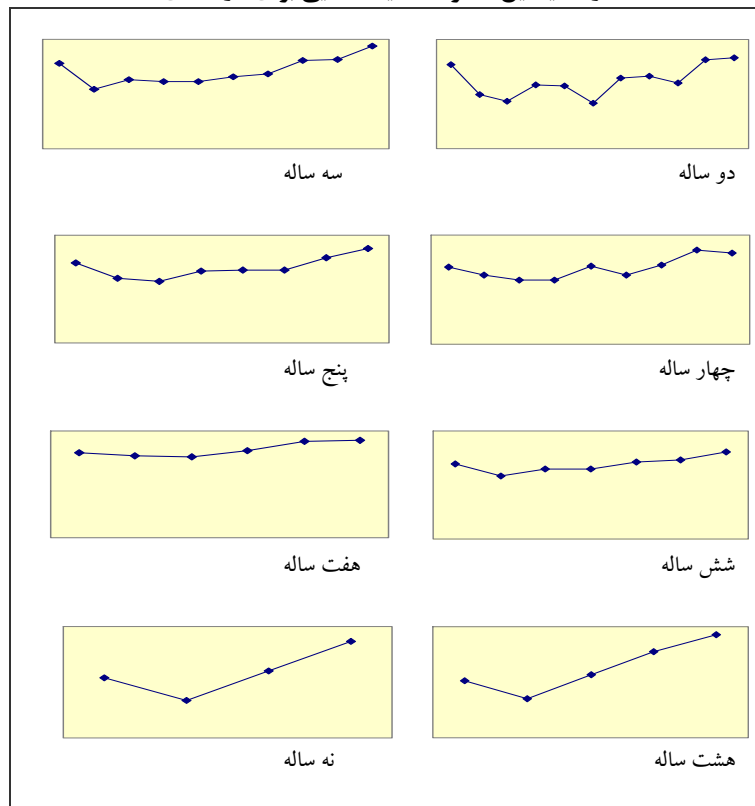 دو ساله
سه ساله
چهار ساله
پنج ساله
شش ساله
هفت ساله
هشت ساله
نه ساله